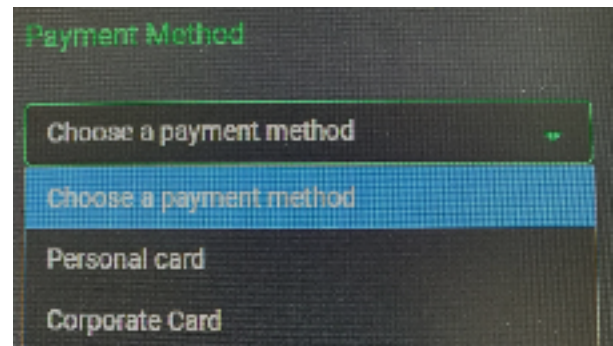 Payment Method
Choose a payment method
Choose a payment method
Personal card
Corporate Card